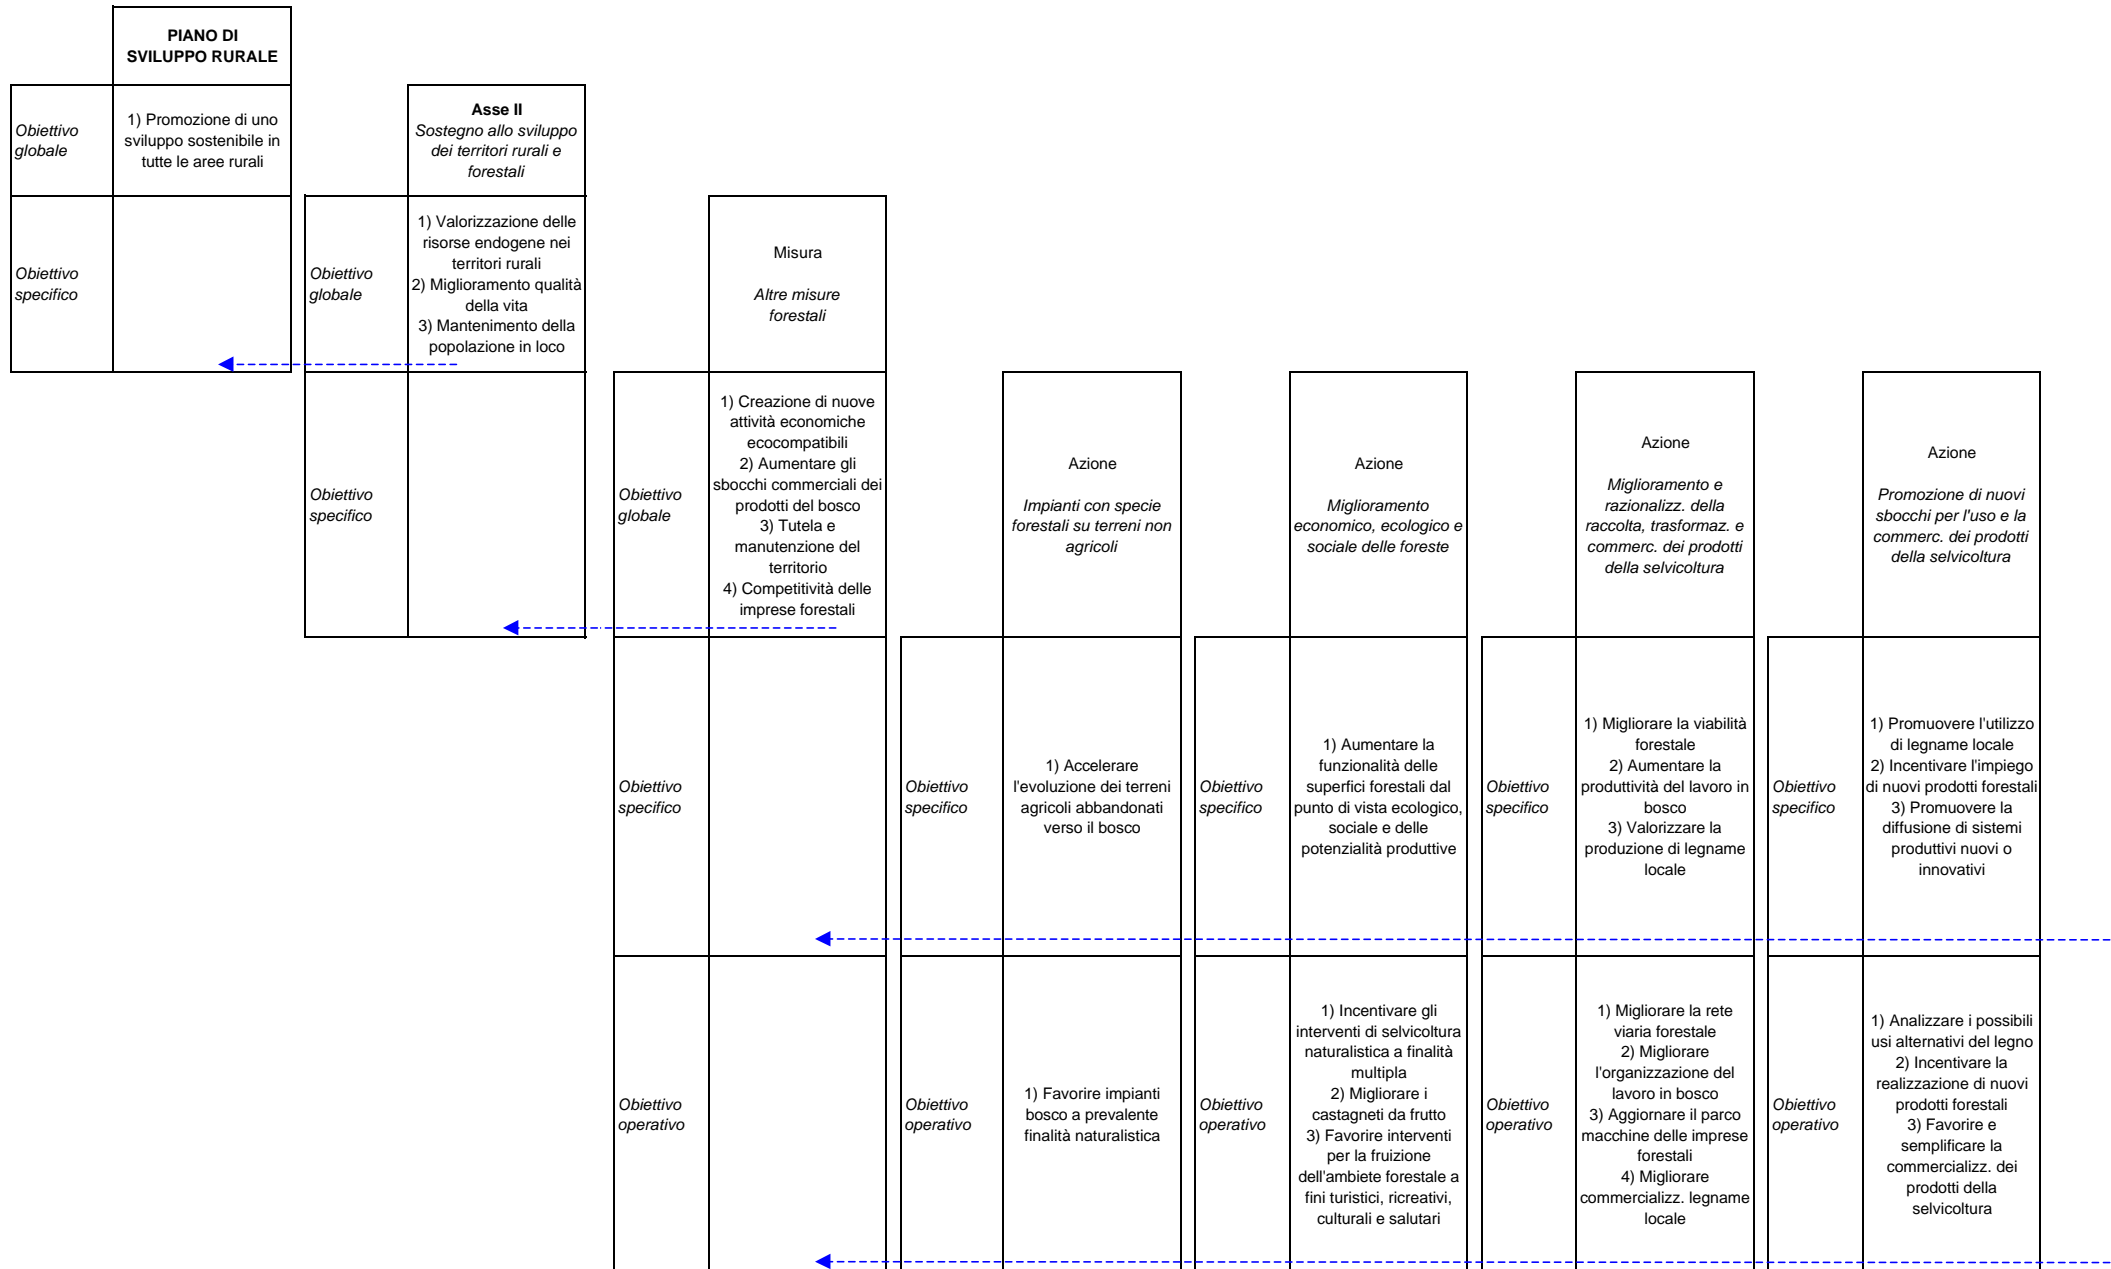 PIANO DI
SVILUPPO RURALE
Obiettivo
globale
1) Promozione di uno
sviluppo sostenibile in
tutte le aree rurali
Asse II
Sostegno allo sviluppo
dei territori rurali e
forestali
Obiettivo
specifico
Obiettivo
globale
1) Valorizzazione delle
risorse endogene nei
territori rurali
2) Miglioramento qualità
della vita
3) Mantenimento della
popolazione in loco
Misura
Altre misure
forestali
Obiettivo
specifico
Obiettivo
globale
1) Creazione di nuove
attività economiche
ecocompatibili
2) Aumentare gli
sbocchi commerciali dei
prodotti del bosco
3) Tutela e
manutenzione del
territorio
4) Competitività delle
imprese forestali
Azione
Impianti con specie
forestali su terreni non
agricoli
Azione
Miglioramento
economico, ecologico e
sociale delle foreste
Azione
Miglioramento e
razionalizz. della
raccolta, trasformaz. e
commerc. dei prodotti
della selvicoltura
Azione
Promozione di nuovi
sbocchi per l'uso e la
commerc. dei prodotti
della selvicoltura
Obiettivo
specifico
Obiettivo
specifico
1) Accelerare
l'evoluzione dei terreni
agricoli abbandonati
verso il bosco
Obiettivo
specifico
1) Aumentare la
funzionalità delle
superfici forestali dal
punto di vista ecologico,
sociale e delle
potenzialità produttive
Obiettivo
specifico
1) Migliorare la viabilità
forestale
2) Aumentare la
produttività del lavoro in
bosco
3) Valorizzare la
produzione di legname
locale
Obiettivo
specifico
1) Promuovere l'utilizzo
di legname locale
2) Incentivare l'impiego
di nuovi prodotti forestali
3) Promuovere la
diffusione di sistemi
produttivi nuovi o
innovativi
Obiettivo
operativo
Obiettivo
operativo
1) Favorire impianti
bosco a prevalente
finalità naturalistica
Obiettivo
operativo
1) Incentivare gli
interventi di selvicoltura
naturalistica a finalità
multipla
2) Migliorare i
castagneti da frutto
3) Favorire interventi
per la fruizione
dell'ambiete forestale a
fini turistici, ricreativi,
culturali e salutari
Obiettivo
operativo
1) Migliorare la rete
viaria forestale
2) Migliorare
l'organizzazione del
lavoro in bosco
3) Aggiornare il parco
macchine delle imprese
forestali
4) Migliorare
commercializz. legname
locale
Obiettivo
operativo
1) Analizzare i possibili
usi alternativi del legno
2) Incentivare la
realizzazione di nuovi
prodotti forestali
3) Favorire e
semplificare la
commercializz. dei
prodotti della
selvicoltura